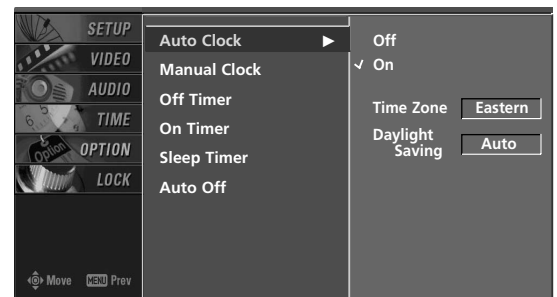 SETUP
VIDEO
AUDIO
TIME
OPTION
LOCK
Option
Move MENU Prev
Auto Clock ►
Manual Clock
Off Timer
On Timer
Sleep Timer
Auto Off
Off
✓ On
Time Zone Eastern
Daylight
Saving Auto